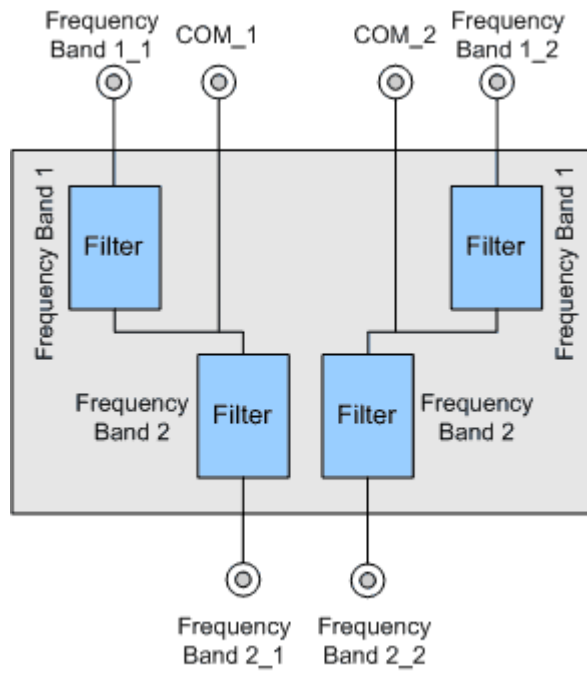 Frequency
Band 1_1
COM_1
COM_2
Frequency
Band 1_2
Frequency Band 1
Filter
Filter
Frequency Band 1
Frequency
Band 2
Filter
Filter
Frequency
Band 2
Frequency
Band 2_1
Frequency
Band 2_2